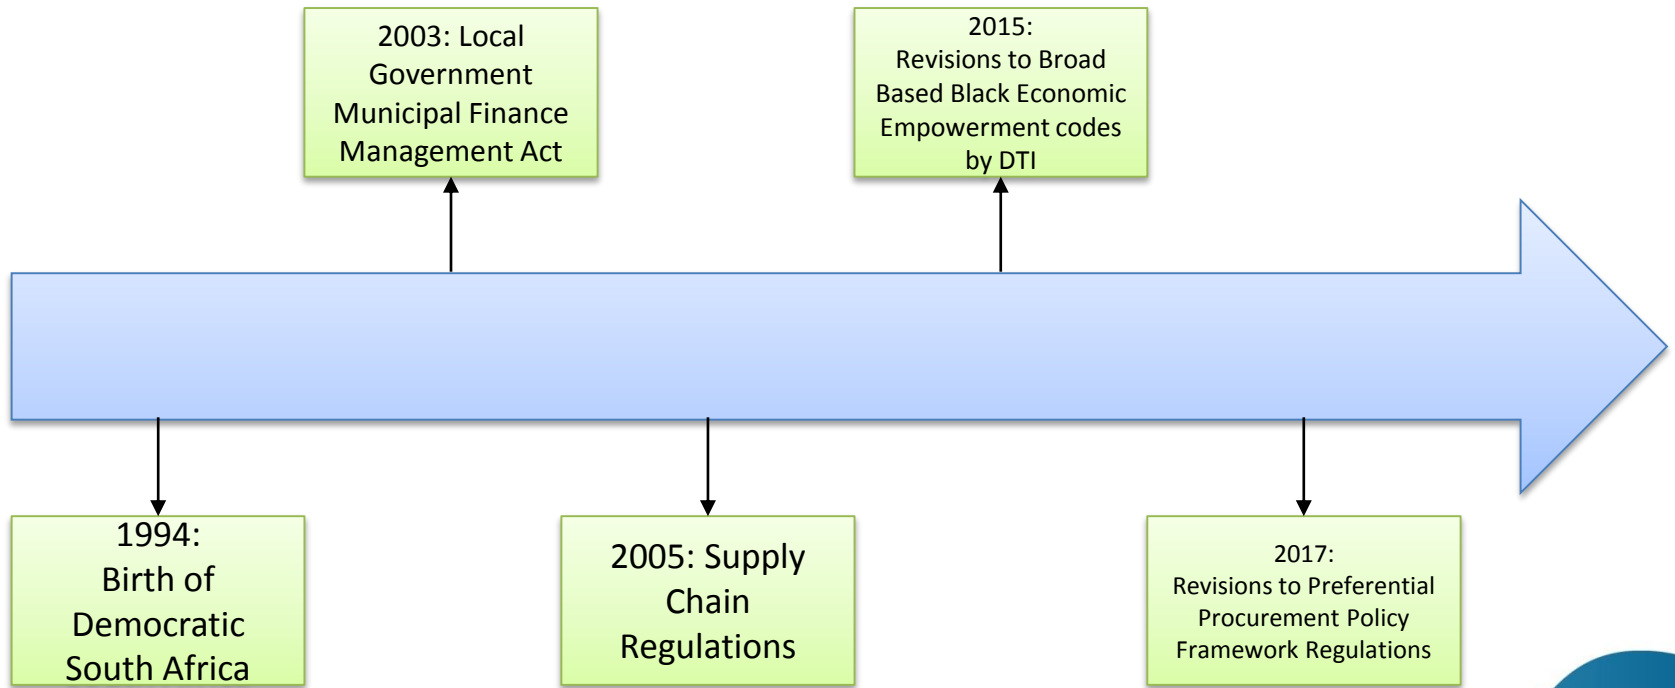 2003: Local
Government
Municipal Finance
Management Act
2015:
Revisions to Broad
Based Black Economic
Empowerment codes
by DTI
1994:
Birth of
Democratic
South Africa
2005: Supply
Chain
Regulations
2017:
Revisions to Preferential
Procurement Policy
Framework Regulations